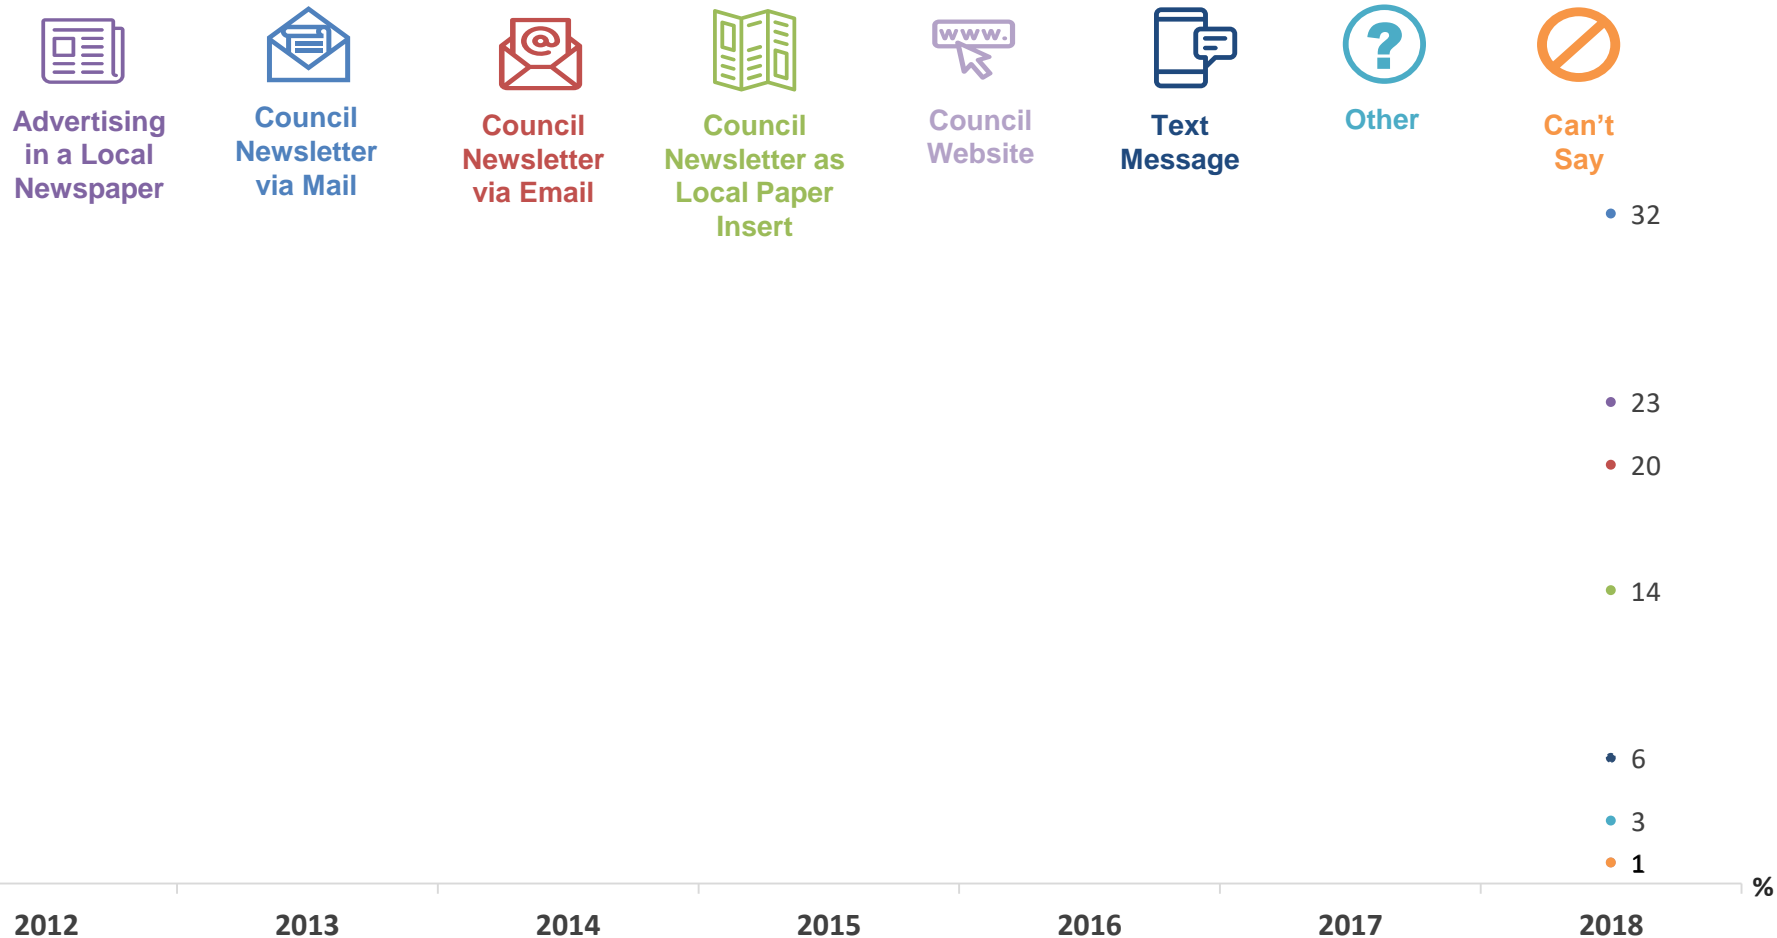 @
www.
?
Advertising
in a Local
Newspaper
Council
Newsletter
via Mail
Council
Newsletter
via Email
Council
Newsletter as
Local Paper
Insert
Council
Website
Text
Message
Other
Can't
Say
32
23
20
14
6
3
1
%
2012 2013 2014 2015 2016 2017 2018